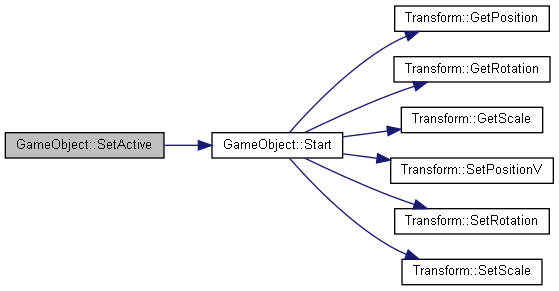 GameObject::SetActive
GameObject::Start
Transform::GetPosition
Transform::GetRotation
Transform::GetScale
Transform::SetPositionV
Transform::SetRotation
Transform::SetScale